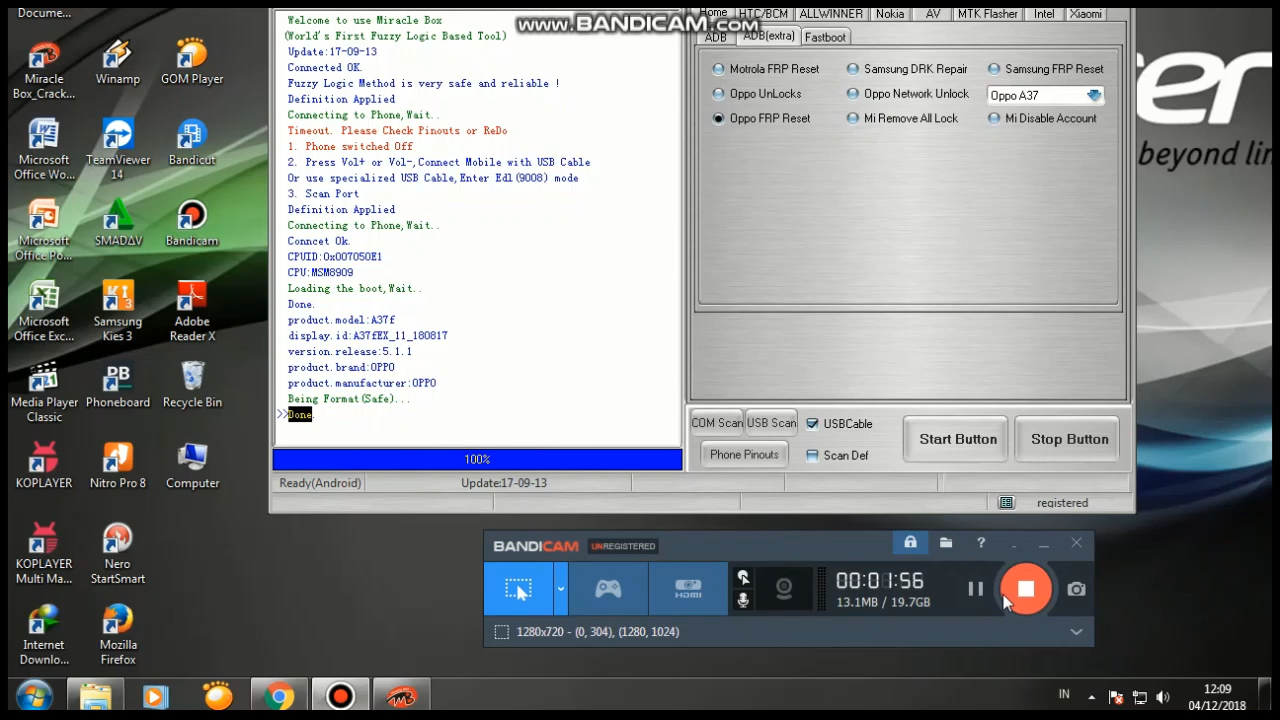 Docume...
Miracle
Box_Crack...
Winamp
GOM Player
Microsoft
Office Wo...
TeamViewer
14
Bandicut
Microsoft
Office Po...
SMADΔV
Bandicam
Microsoft
Office Exc...
Samsung
Kies 3
Adobe
Reader X
Media Player
Classic
Phoneboard
Recycle Bin
KOPLAYER
Nitro Pro 8
Computer
KOPLAYER
Multi Ma...
Nero
StartSmart
Internet
Downlo...
Mozilla
Firefox
www.BANDICAM.com
Welcome to use Miracle Box
(World's First Fuzzy Logic Based Tool)
Update:17-09-13
Connected OK.
Fuzzy Logic Method is very safe and reliable !
Definition Applied
Connecting to Phone,Wait..
Timeout. Please Check Pinouts or ReDo
1. Phone switched Off
2. Press Vol+ or Vol-,Connect Mobile with USB Cable
Or use specialized USB Cable,Enter Edl(9008) mode
3. Scan Port
Definition Applied
Connecting to Phone,Wait..
Conncet Ok.
CPUID:0x007050E1
CPU:MSM8909
Loading the boot,Wait..
Done.
product.model:A37f
display.id:A37fEX_11_180817
version.release:5.1.1
product.brand:OPPO
product.manufacturer:OPPO
Being Format(Safe)...
>>Done.
100%
Ready(Android)
Update:17-09-13
registered
Home
HTC/BCM
ALLWINNER
Nokia
AV
MTK Flasher
Intel
Xiaomi
ADB
ADB(extra)
Fastboot
Motrola FRP Reset
Samsung DRK Repair
Samsung FRP Reset
Oppo UnLocks
Oppo Network Unlock
Oppo A37
Oppo FRP Reset
Mi Remove All Lock
Mi Disable Account
COM Scan
USB Scan
USBCable
Phone Pinouts
Scan Def
Start Button
Stop Button
er
beyond lim
BANDICAM
UNREGISTERED
?
HDMI
00:01:56
13.1MB / 19.7GB
1280x720 - (0, 304), (1280, 1024)
IN
12:09
04/12/2018